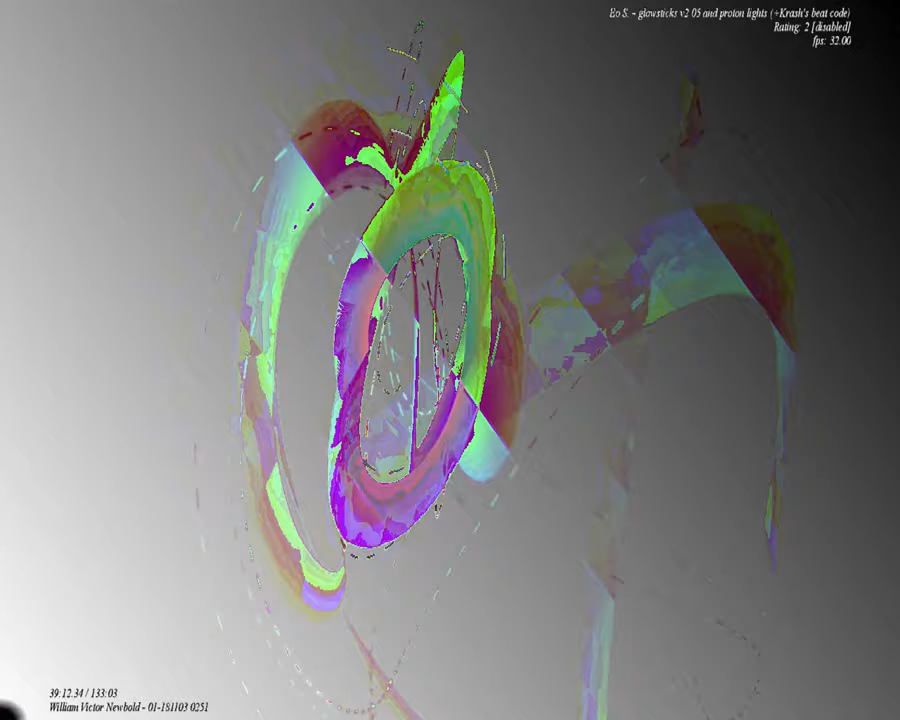 Eo S. - glowsticks v2 05 and proton lights (+Krash's beat code)
Rating: 2 [disabled]
fps: 32.00
39:12.34 / 133:03
William Victor Newbold - 01-181103 0251